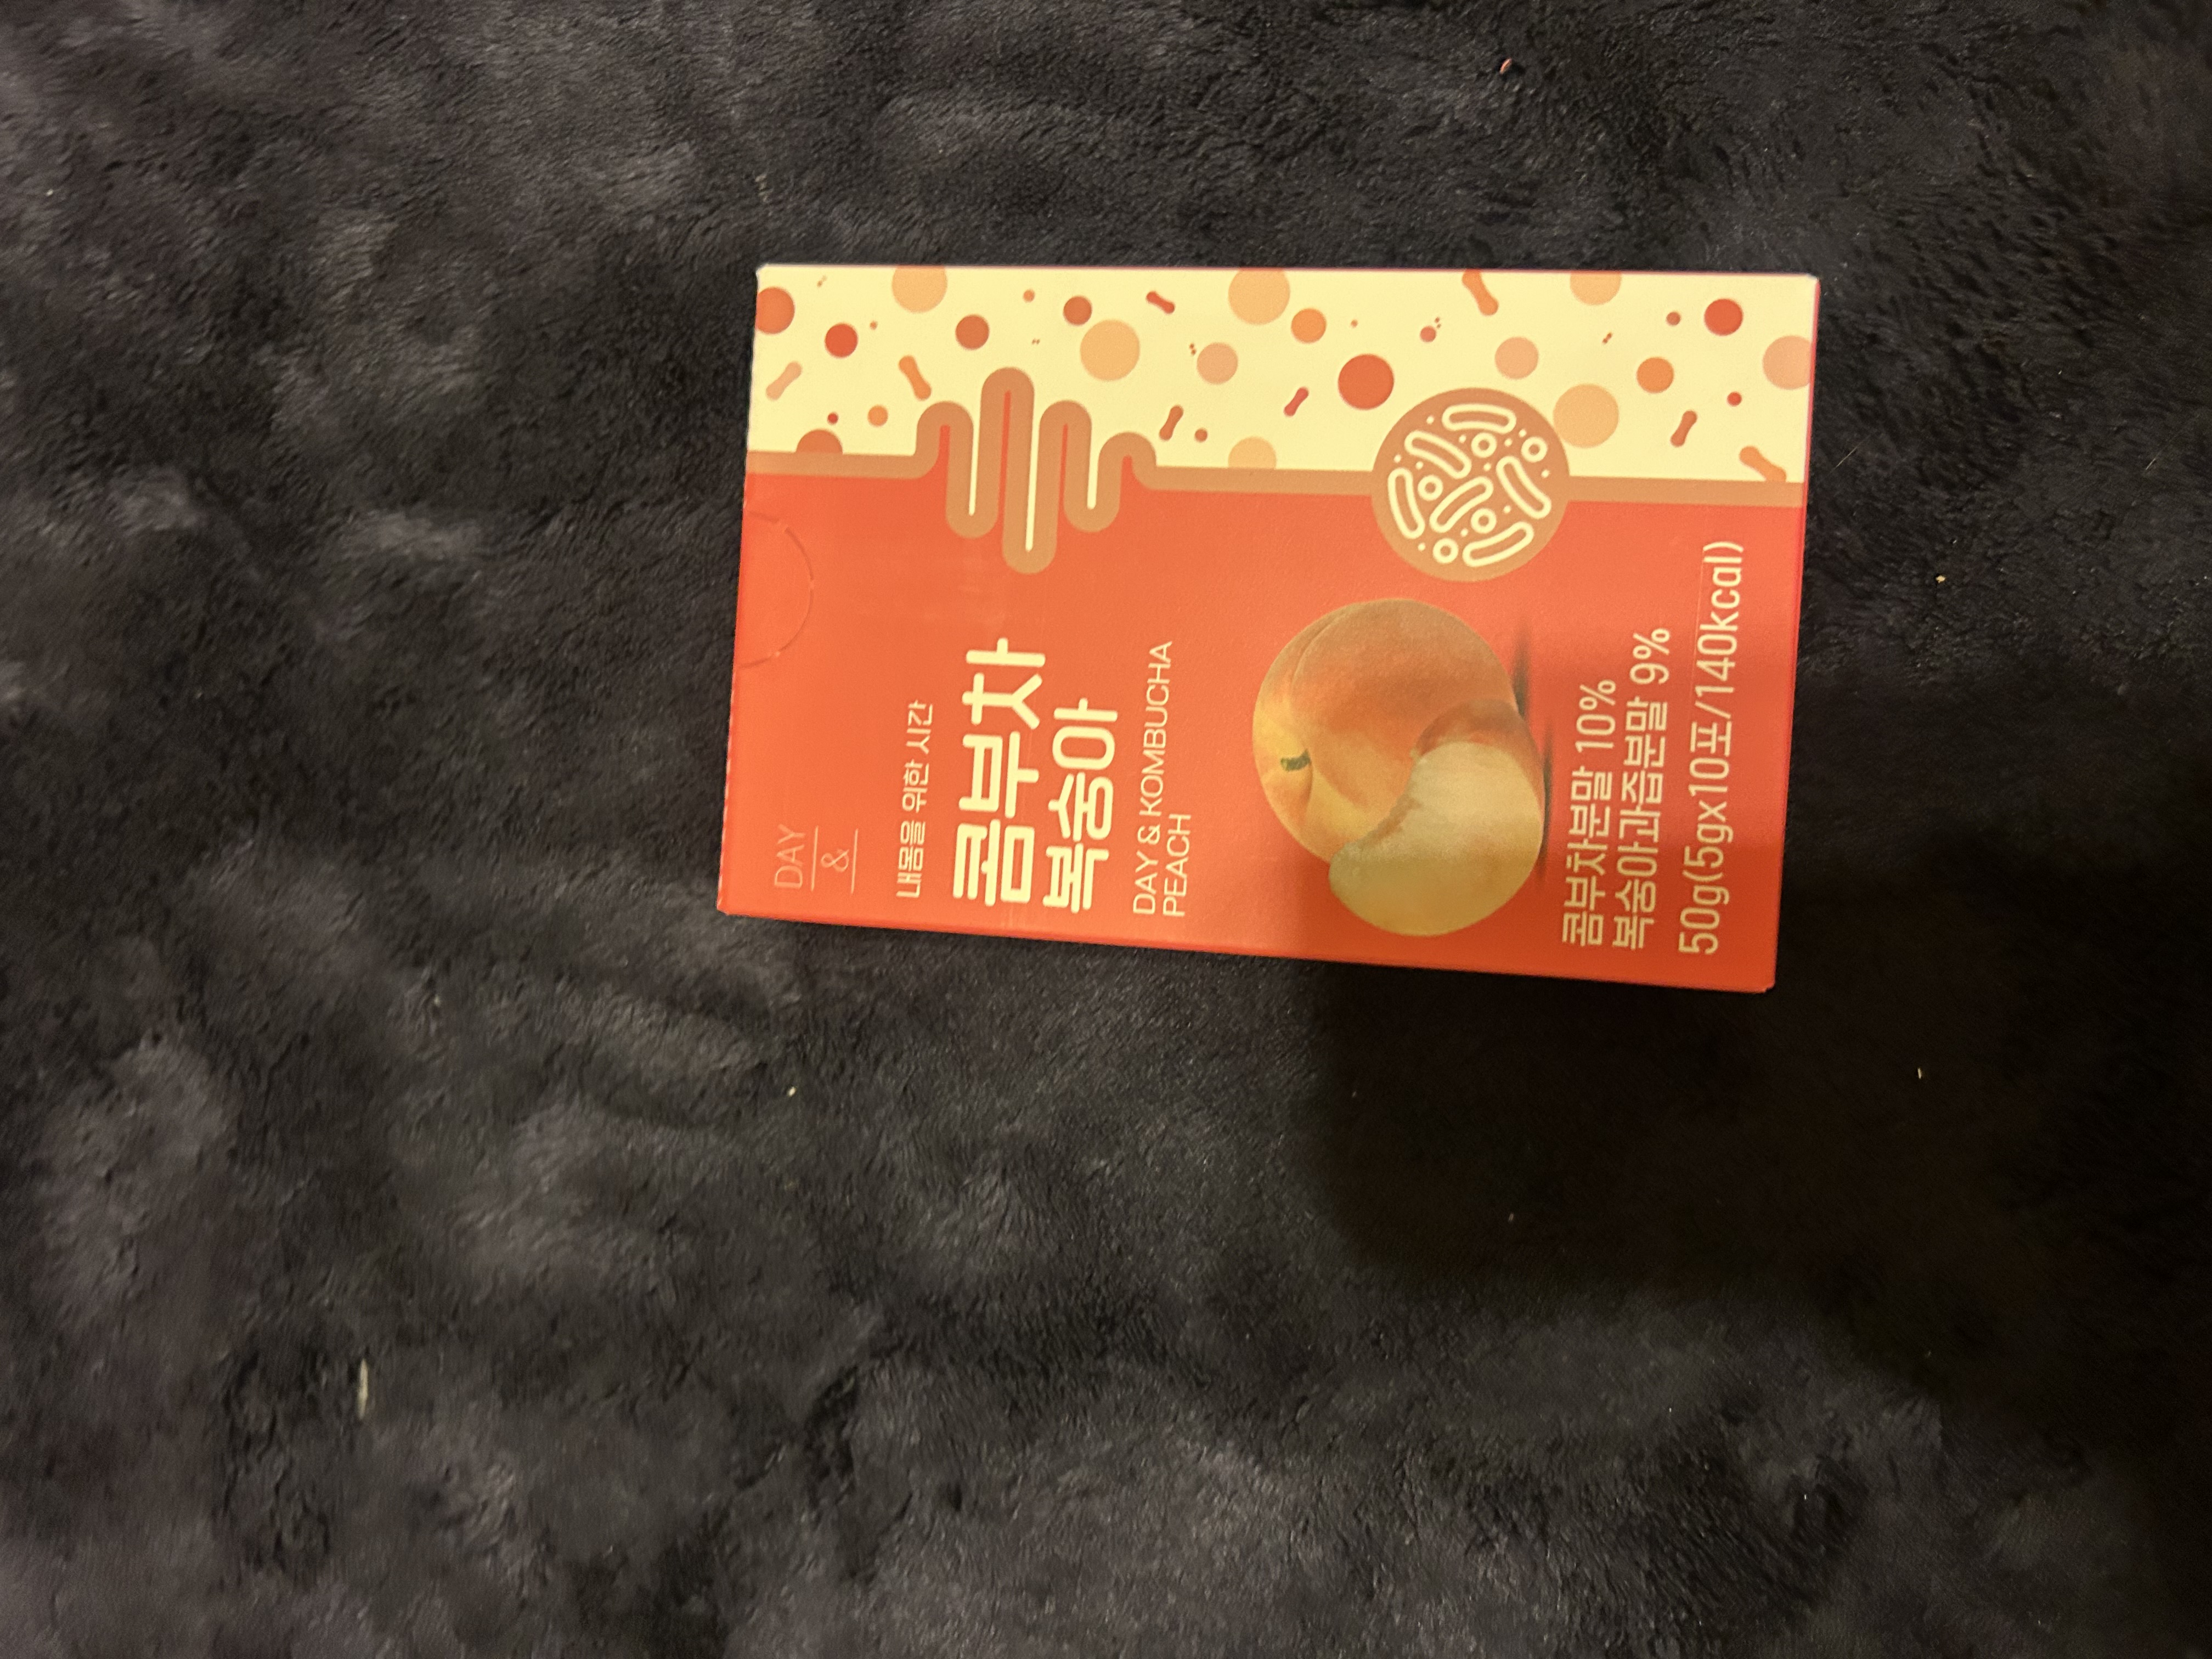 DAY
&
내몸을 위한 시간
콤부차
복숭아
DAY & KOMBUCHA
PEACH
콤부차분말 10%
복숭아과즙분말 9%
50g(5gx10포/140kcal)